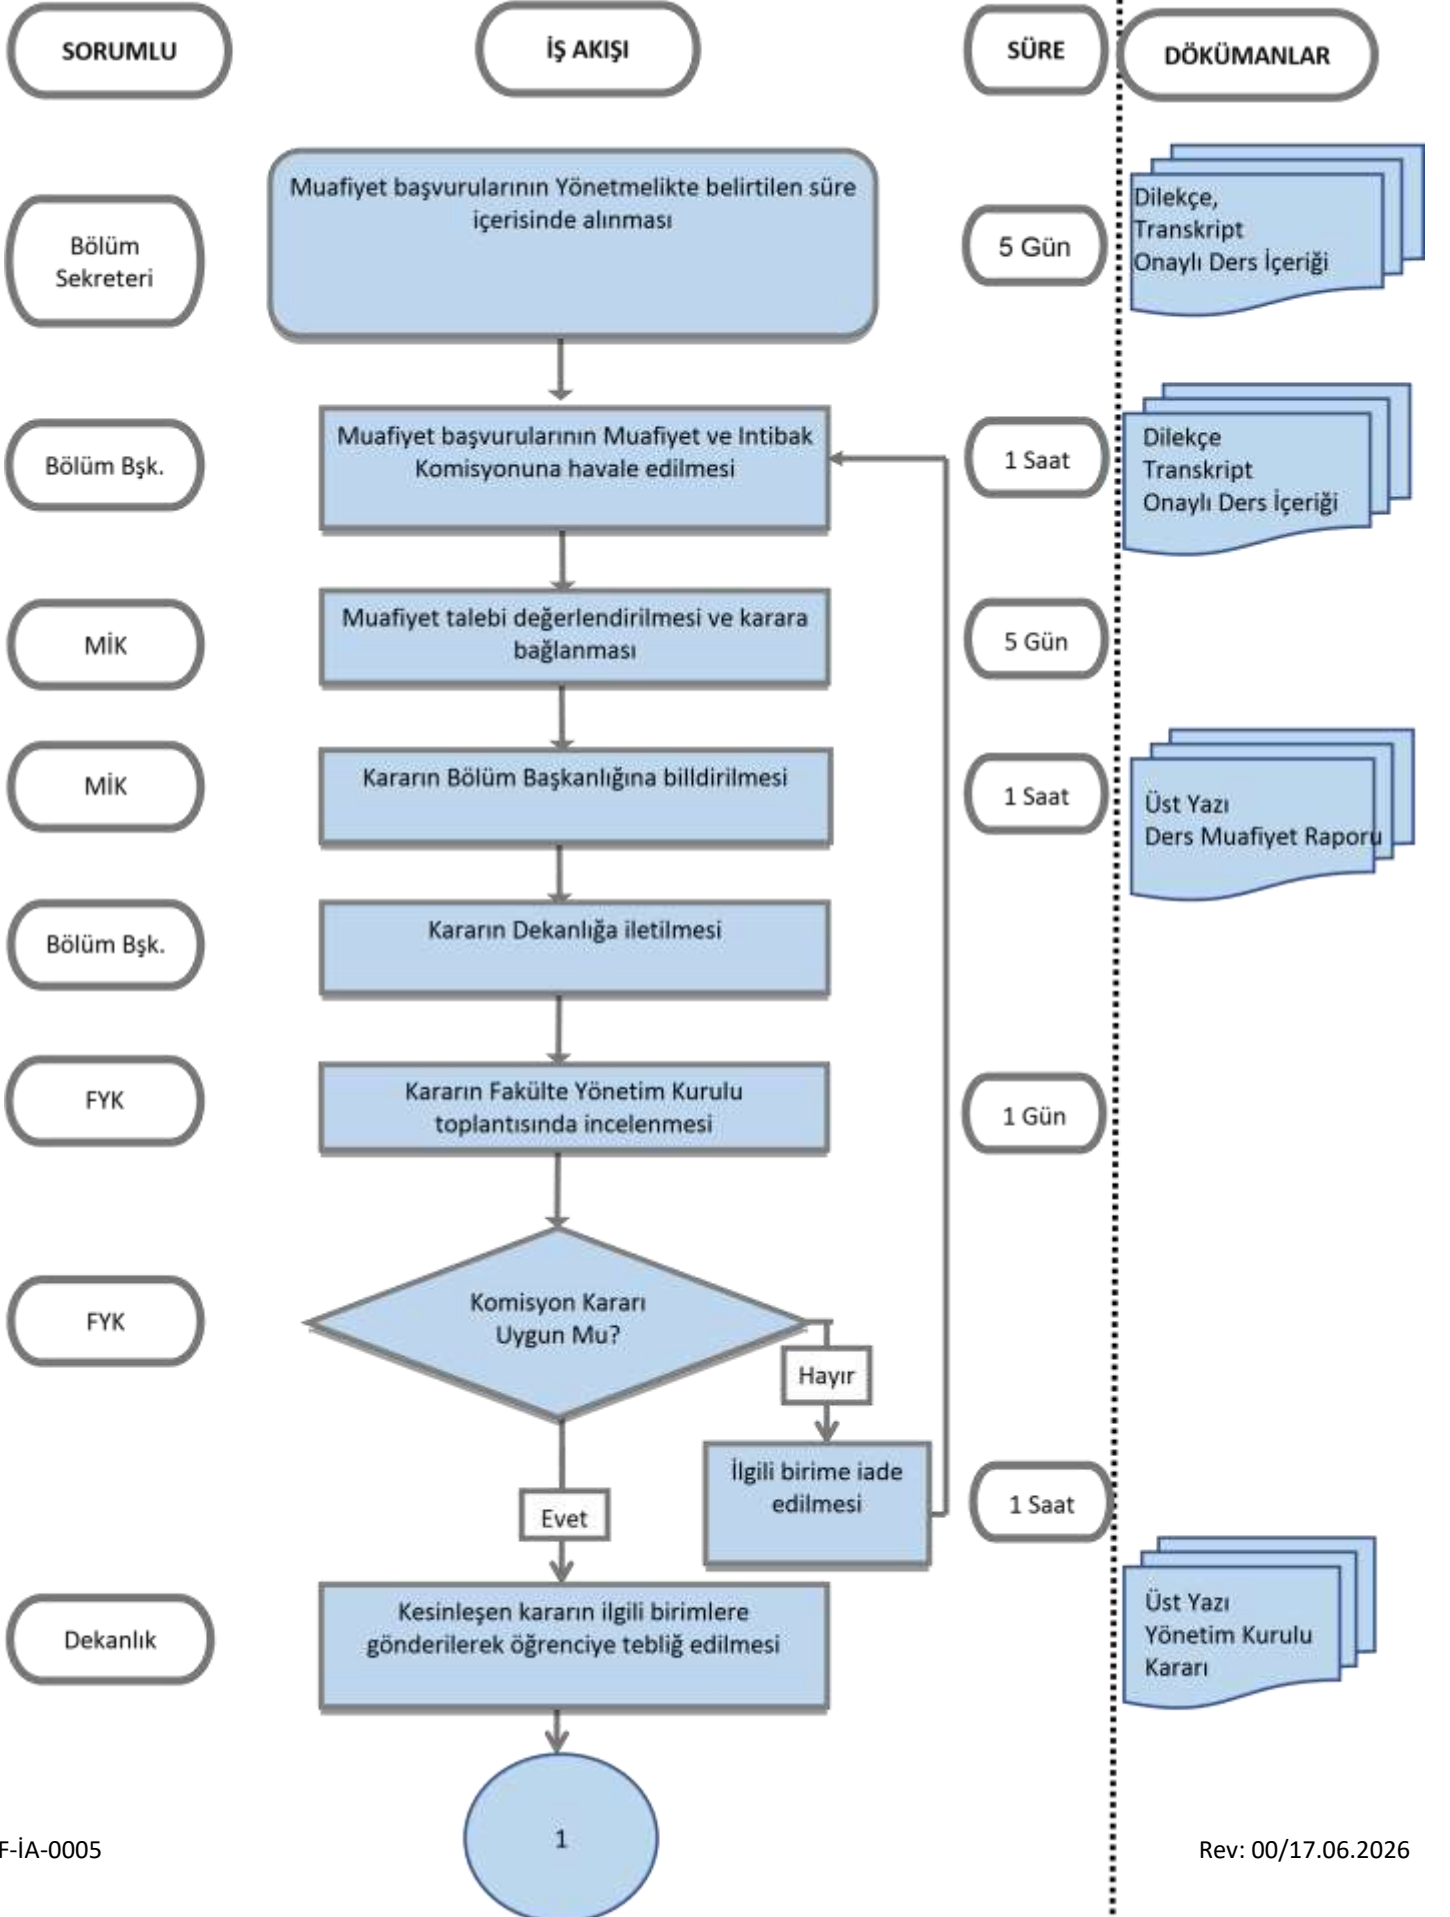 SORUMLU
İŞ AKIŞI
SÜRE
DÖKÜMANLAR
Bölüm
Sekreteri
Muafiyet başvurularının Yönetmelikte belirtilen süre
içerisinde alınması
5 Gün
Dilekçe,
Transkript
Onaylı Ders İçeriği
Bölüm Bşk.
Muafiyet başvurularının Muafiyet ve Intibak
Komisyonuna havale edilmesi
1 Saat
Dilekçe
Transkript
Onaylı Ders İçeriği
MİK
Muafiyet talebi değerlendirilmesi ve karara
bağlanması
5 Gün
MİK
Kararın Bölüm Başkanlığına billdirilmesi
1 Saat
Üst Yazı
Ders Muafiyet Raporu
Bölüm Bşk.
Kararın Dekanlığa iletilmesi
FYK
Kararın Fakülte Yönetim Kurulu
toplantısında incelenmesi
1 Gün
FYK
Komisyon Kararı
Uygun Mu?
Hayır
İlgili birime iade
edilmesi
1 Saat
Evet
Dekanlık
Kesinleşen kararın ilgili birimlere
gönderilerek öğrenciye tebliğ edilmesi
Üst Yazı
Yönetim Kurulu
Kararı
1
F-İA-0005
Rev: 00/17.06.2026